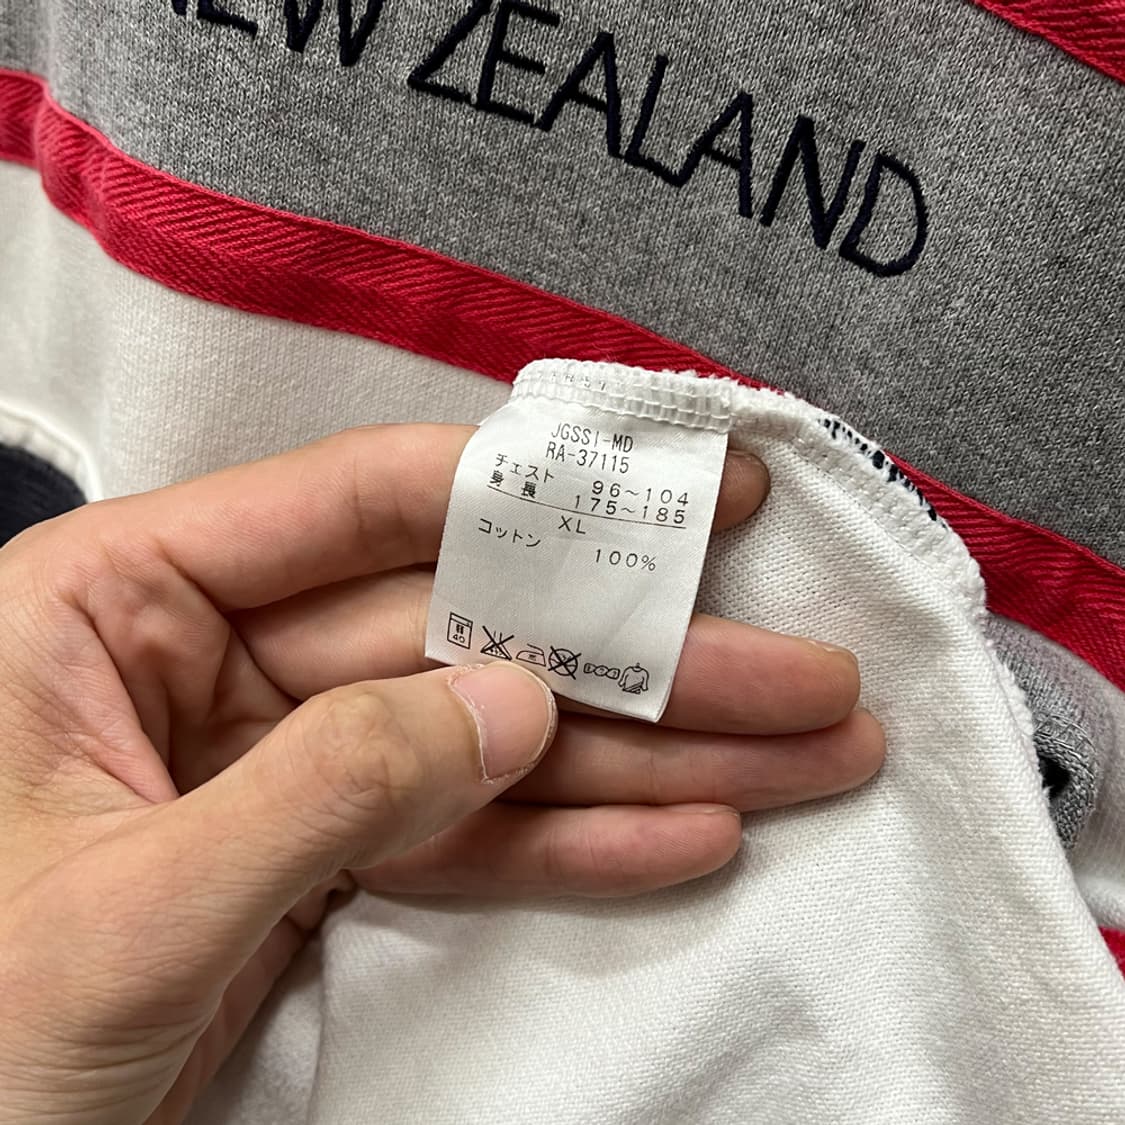 NEW ZEALAND
JGSS1-MD
RA-37115
チェスト 96~104
身長 175~185
XL
コットン 100%
40